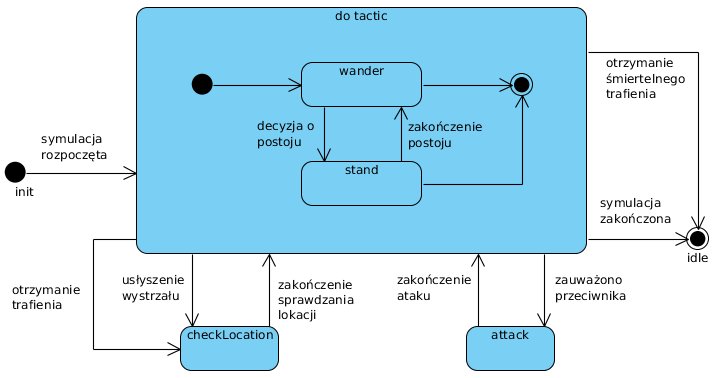 do tactic
wander
decyzja o
postoju
zakończenie
postoju
stand
symulacja
rozpoczęta
init
otrzymanie
śmiertelnego
trafienia
symulacja
zakończona
idle
otrzymanie
trafienia
usłyszenie
wystrzału
zakończenie
sprawdzania
lokacji
zakończenie
ataku
zauważono
przeciwnika
checkLocation
attack